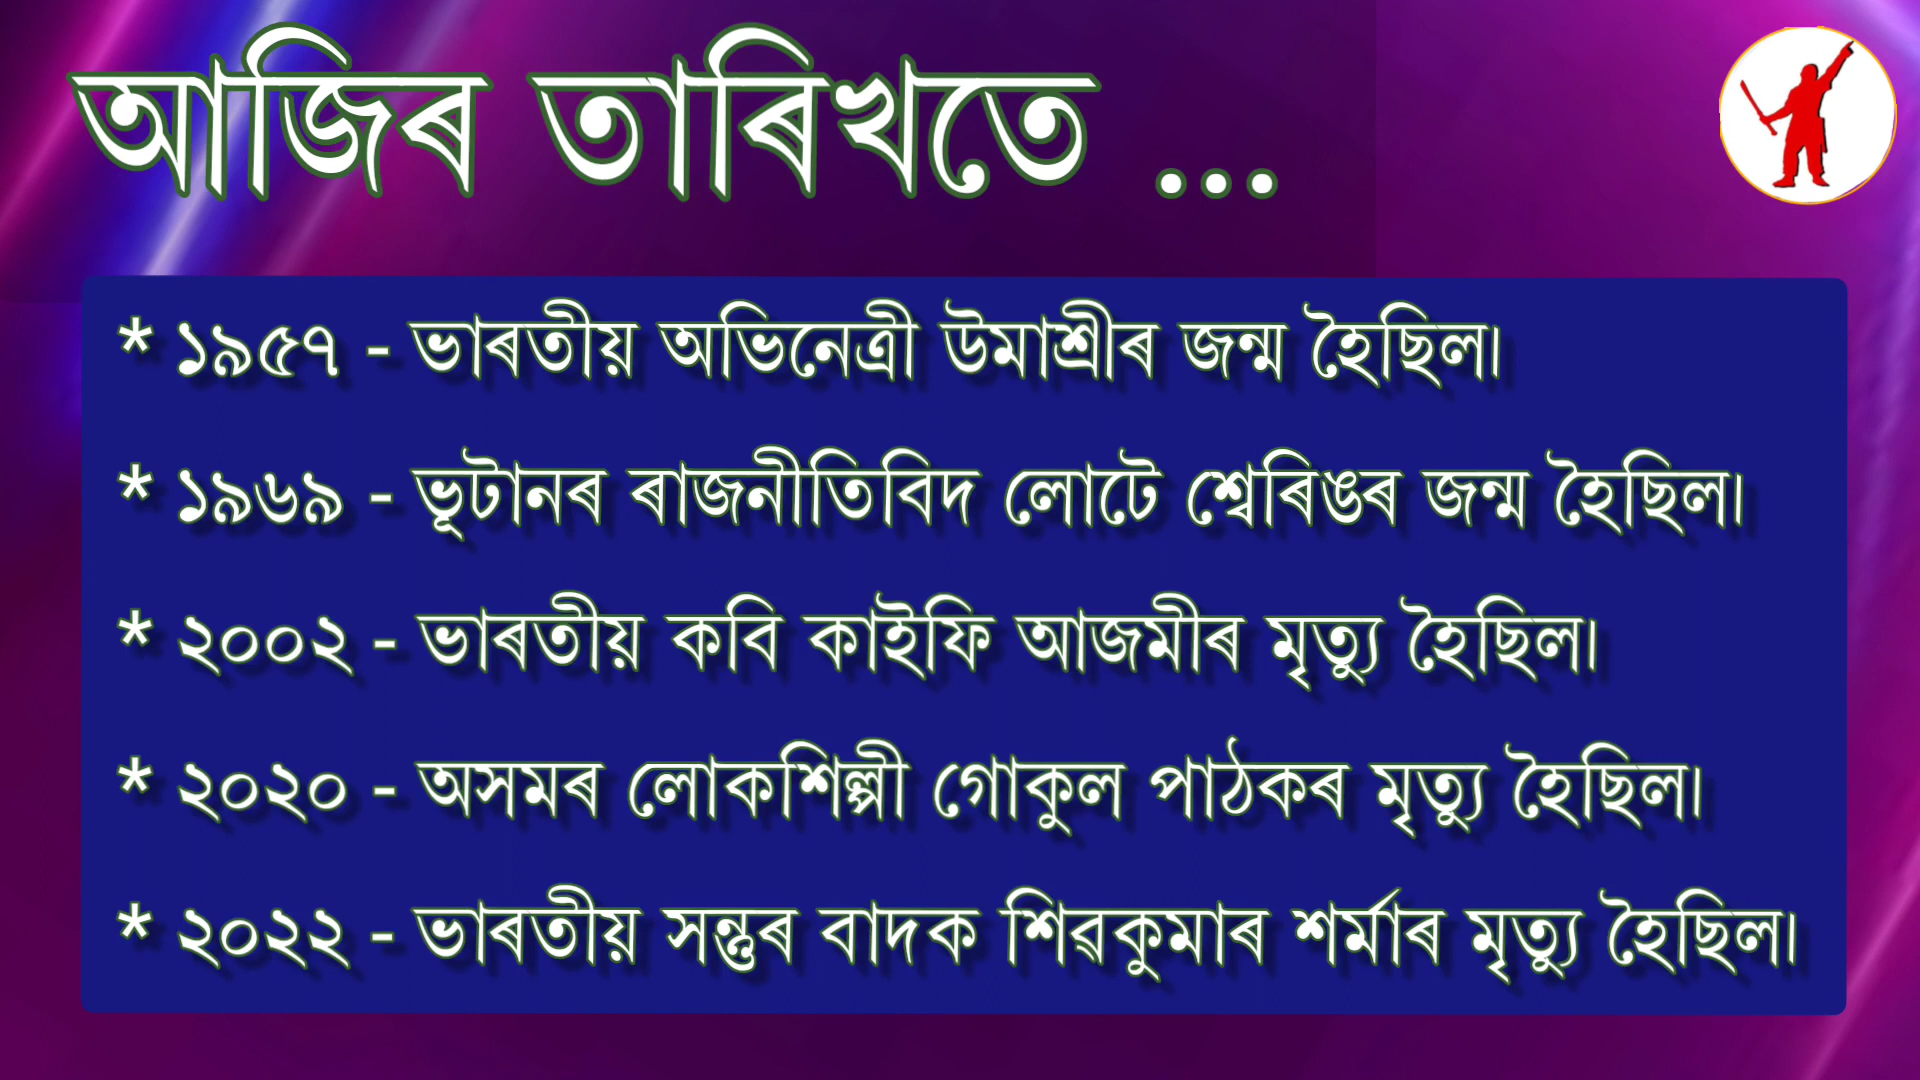 আজিৰ তাৰিখতে ...
* ১৯৫৭ - ভাৰতীয় অভিনেত্ৰী উমাশ্ৰীৰ জন্ম হৈছিল।
* ১৯৬৯ - ভূটানৰ ৰাজনীতিবিদ লোটে শ্বেৰিঙৰ জন্ম হৈছিল।
* ২০০২ - ভাৰতীয় কবি কাইফি আজমীৰ মৃত্যু হৈছিল।
* ২০২০ - অসমৰ লোকশিল্পী গোকুল পাঠকৰ মৃত্যু হৈছিল।
* ২০২২ - ভাৰতীয় সন্তুৰ বাদক শিৱকুমাৰ শৰ্মাৰ মৃত্যু হৈছিল।